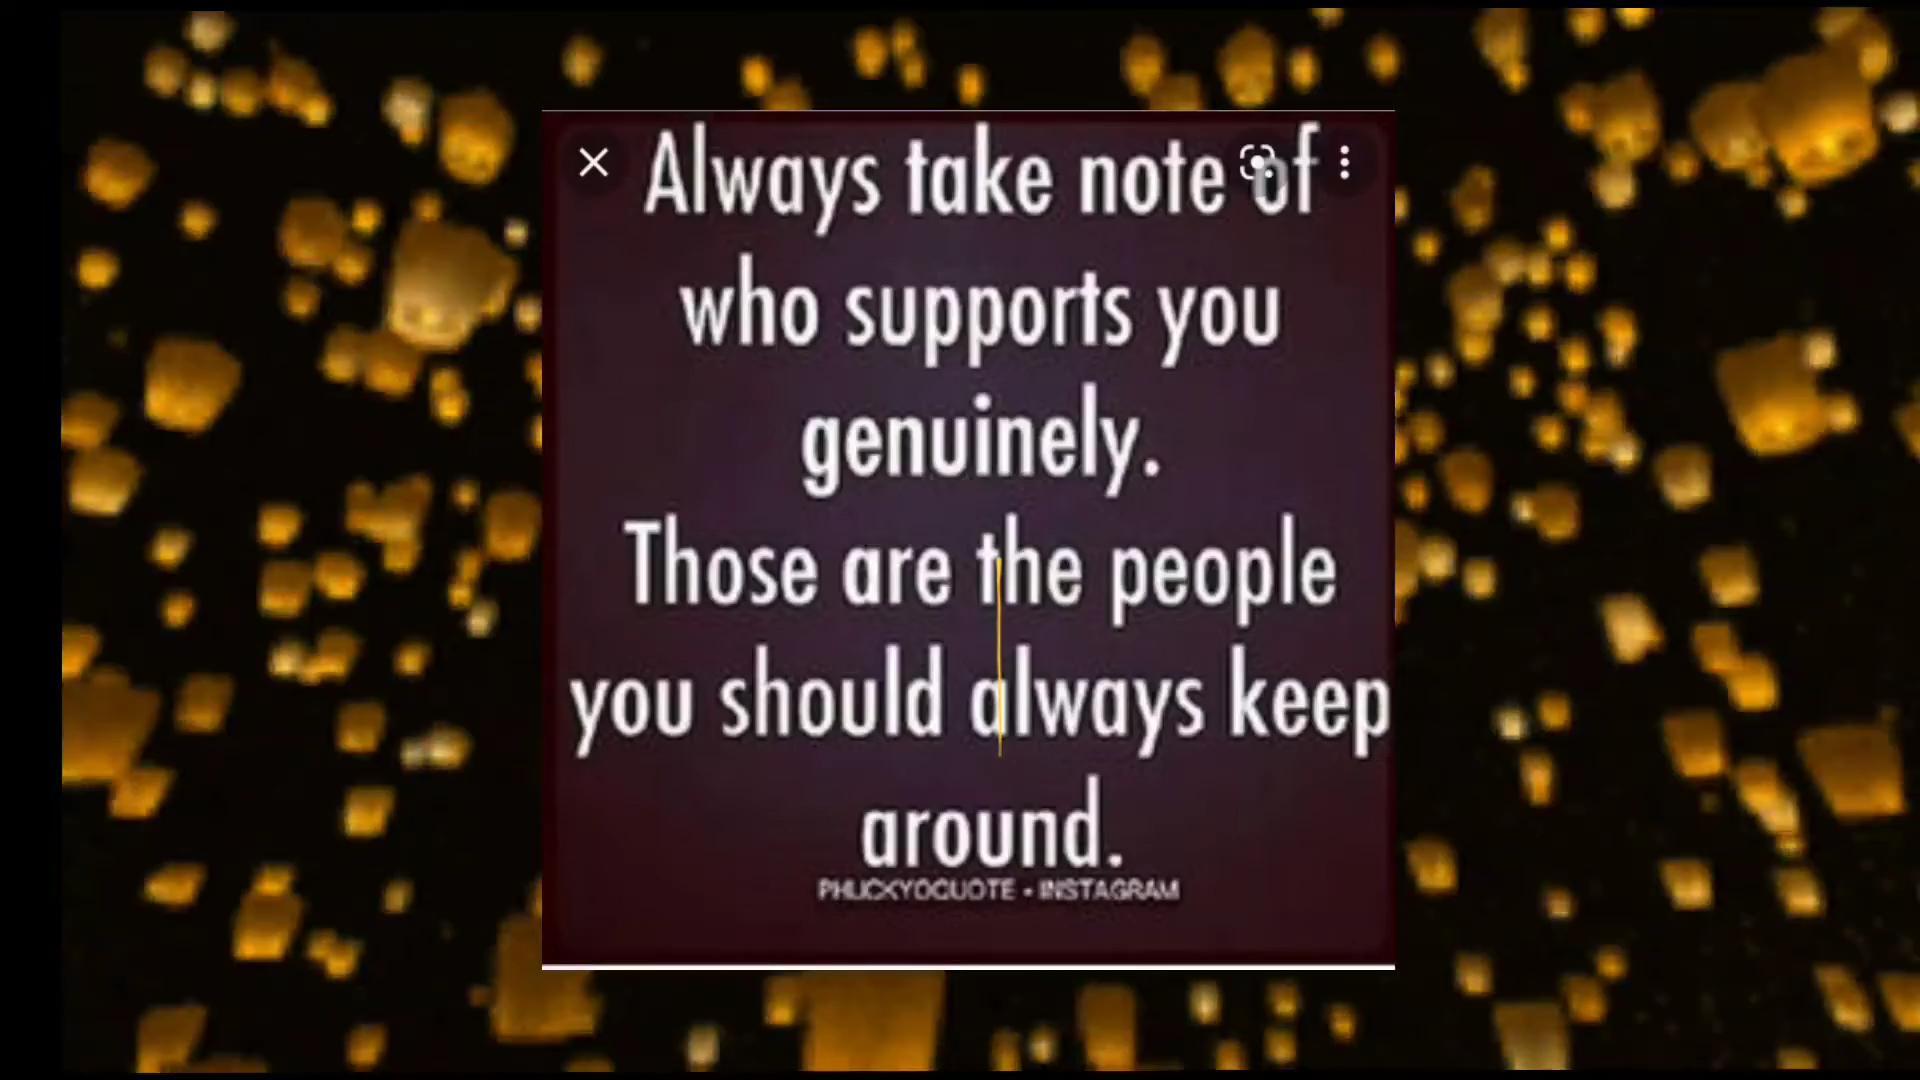 Always take note of
who supports you
genuinely.
Those are the people
you should always keep
around.
PHUCKYOQUOTE - INSTAGRAM